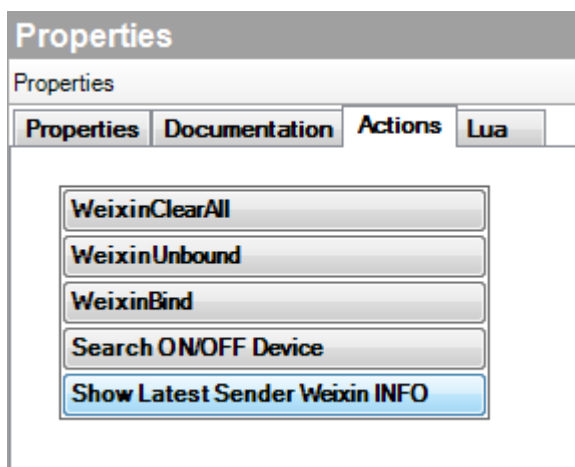 Properties
Properties
Properties Documentation Actions Lua
WeixinClearAll
WeixinUnbound
WeixinBind
Search ON/OFF Device
Show Latest Sender Weixin INFO